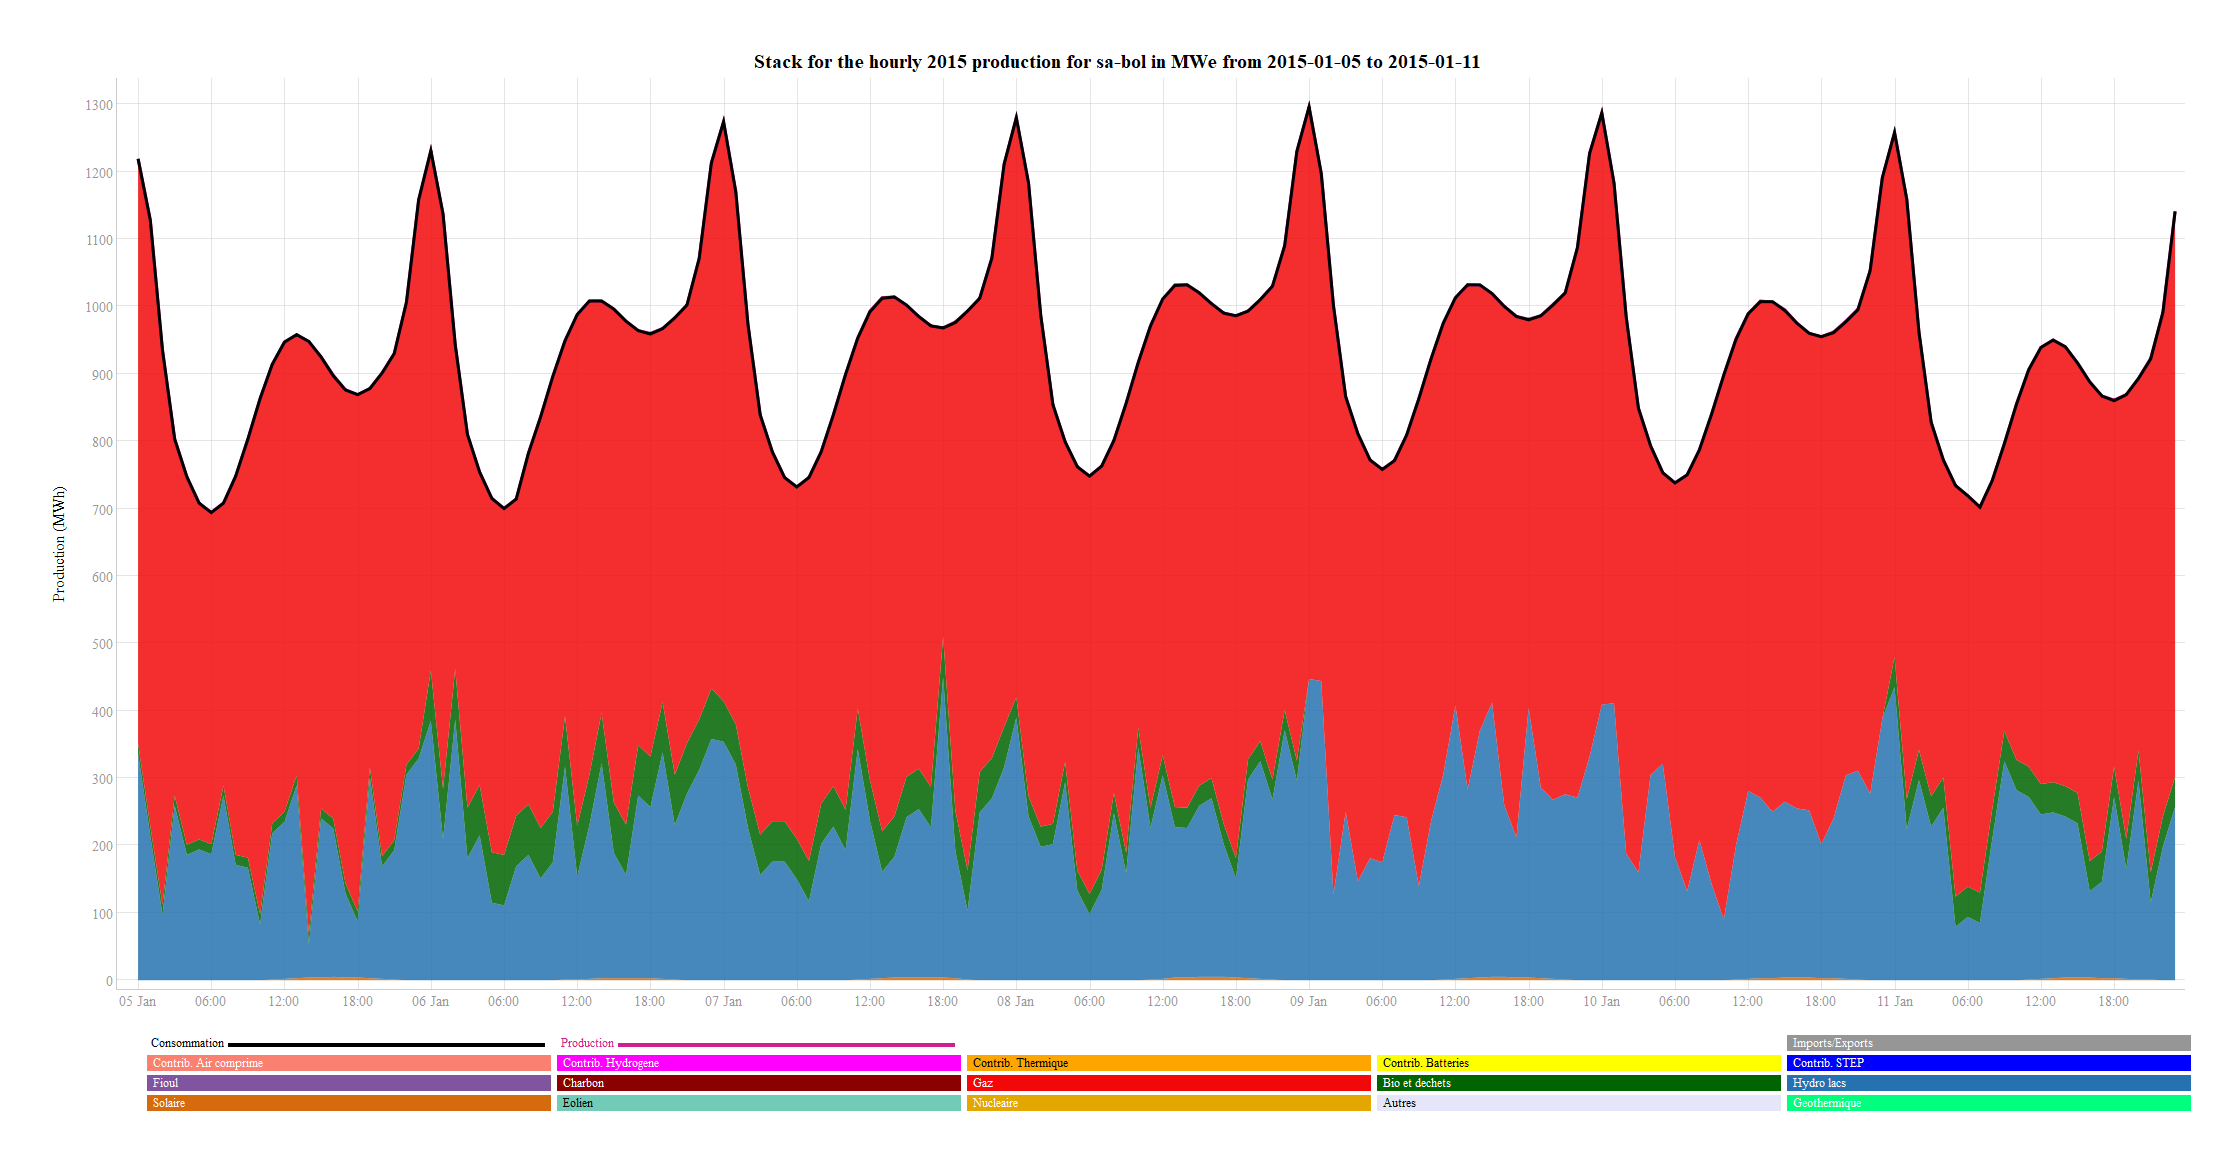 Stack for the hourly 2015 production for sa-bol in MWe from 2015-01-05 to 2015-01-11
1300
1200
1100
1000
900
800
700
600
500
400
300
200
100
0
Production (MWh)
05 Jan 06:00 12:00 18:00 06 Jan 06:00 12:00 18:00 07 Jan 06:00 12:00 18:00 08 Jan 06:00 12:00 18:00 09 Jan 06:00 12:00 18:00 10 Jan 06:00 12:00 18:00 11 Jan 06:00 12:00 18:00
Consommation Production Imports/Exports
Contrib. Air comprime Contrib. Hydrogene Contrib. Thermique Contrib. Batteries Contrib. STEP
Fioul Charbon Gaz Bio et dechets Hydro lacs
Solaire Eolien Nucleaire Autres Geothermique